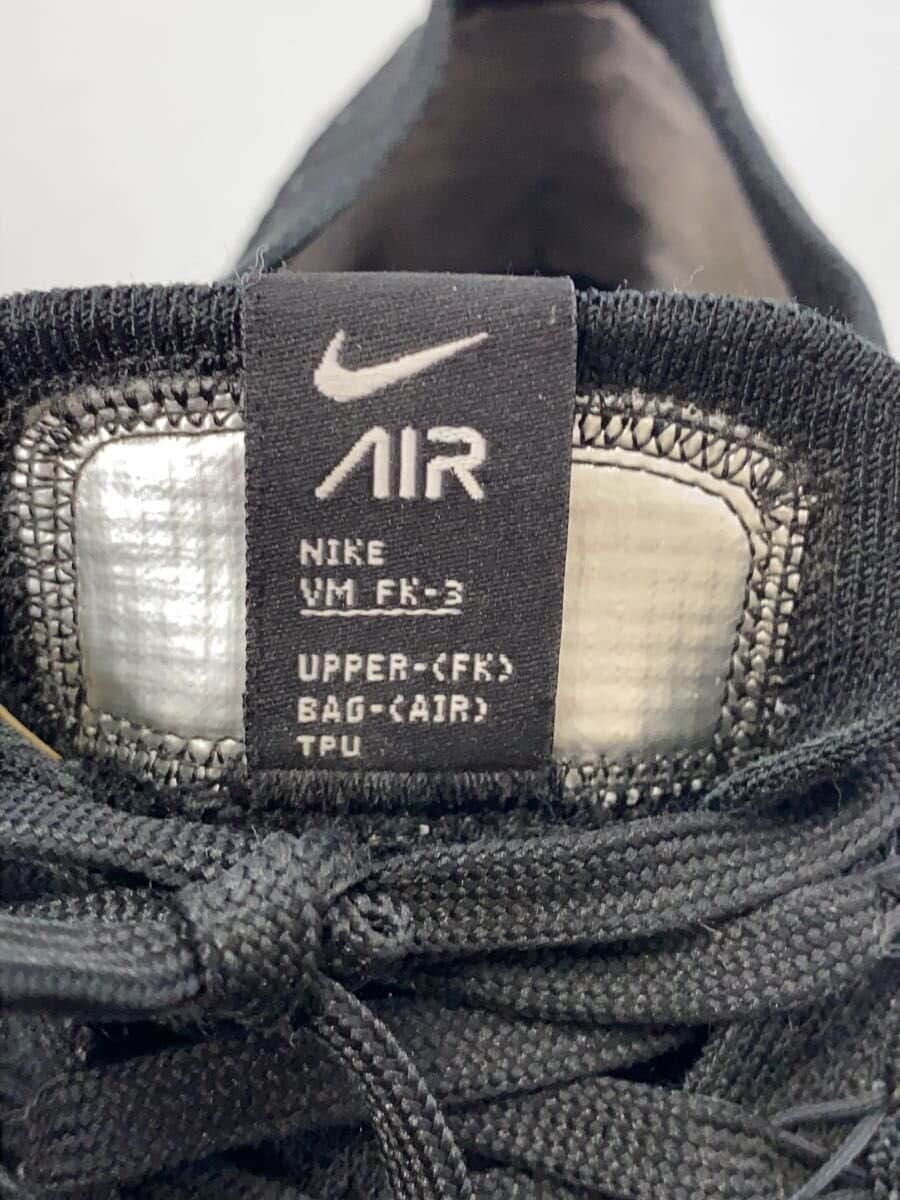 AIR
NIKE
VM FK-3
UPPER-(FK)
BAG-(AIR)
TPU